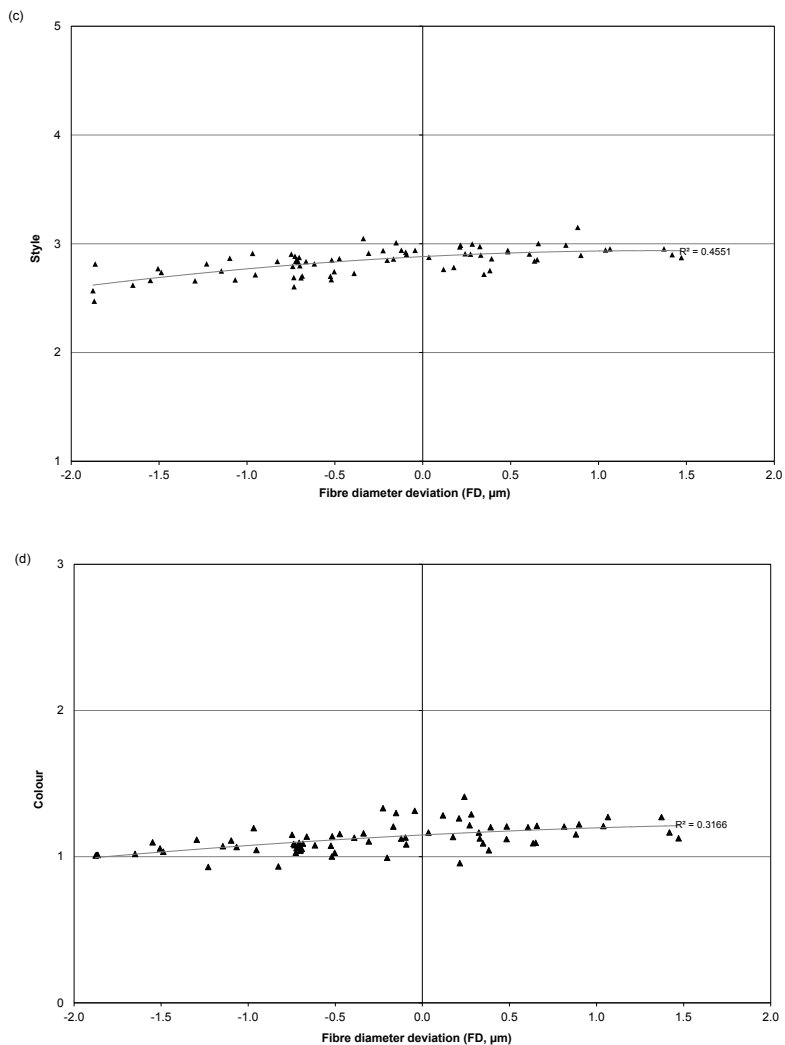 (c)
5
4
3
2
1
Style
R² = 0.4551
-2.0 -1.5 -1.0 -0.5 0.0 0.5 1.0 1.5 2.0
Fibre diameter deviation (FD, µm)
(d)
3
2
1
0
Colour
R² = 0.3166
-2.0 -1.5 -1.0 -0.5 0.0 0.5 1.0 1.5 2.0
Fibre diameter deviation (FD, µm)